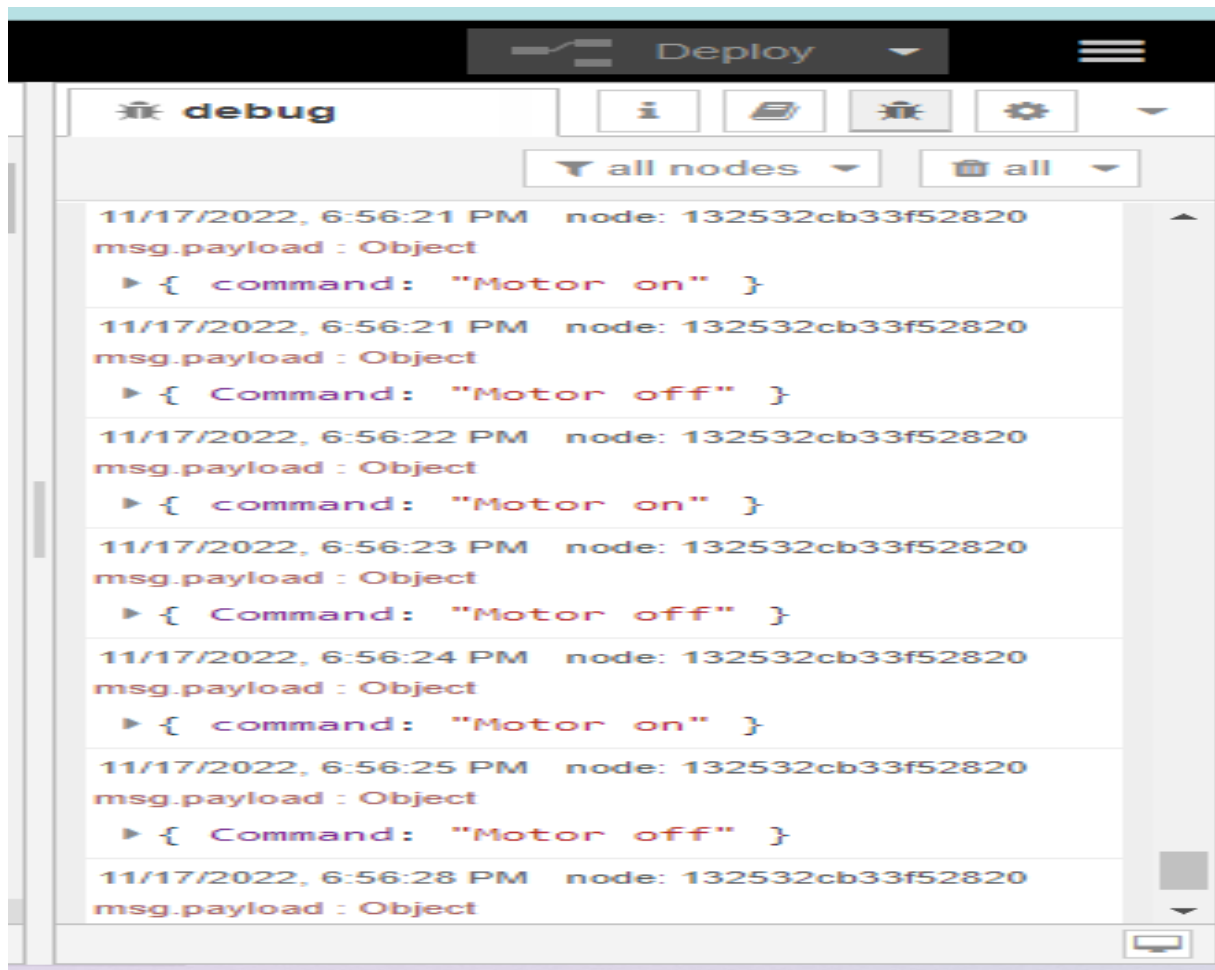 Deploy
debug
all nodes
all
11/17/2022, 6:56:21 PM node: 132532cb33f52820
msg.payload : Object
{ command: "Motor on" }
11/17/2022, 6:56:21 PM node: 132532cb33f52820
msg.payload : Object
{ Command: "Motor off" }
11/17/2022, 6:56:22 PM node: 132532cb33f52820
msg.payload : Object
{ command: "Motor on" }
11/17/2022, 6:56:23 PM node: 132532cb33f52820
msg.payload : Object
{ Command: "Motor off" }
11/17/2022, 6:56:24 PM node: 132532cb33f52820
msg.payload : Object
{ command: "Motor on" }
11/17/2022, 6:56:25 PM node: 132532cb33f52820
msg.payload : Object
{ Command: "Motor off" }
11/17/2022, 6:56:28 PM node: 132532cb33f52820
msg.payload : Object